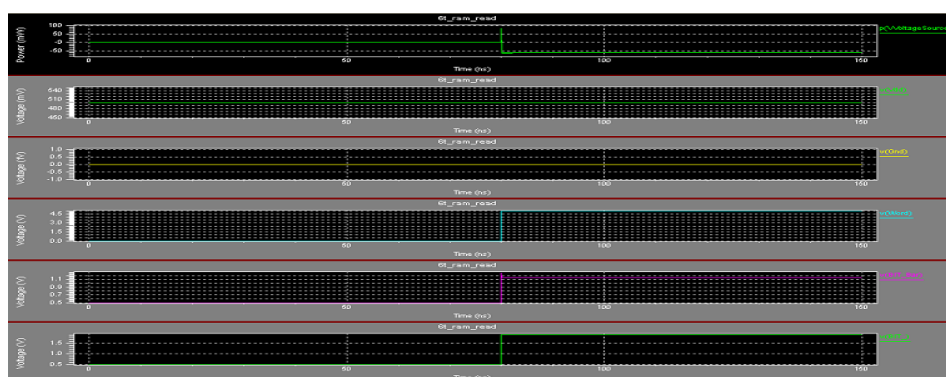 6t_ram_read
Power (mW)
100
50
-0
-50
0
50
100
150
Time (ns)
p(VVoltageSource
6t_ram_read
Voltage (mV)
540
510
480
450
0
50
100
150
Time (ns)
6t_ram_read
Voltage (fV)
1.0
0.5
0.0
-0.5
-1.0
0
50
100
150
Time (ns)
v(Gnd)
6t_ram_read
Voltage (V)
4.5
3.0
1.5
0.0
0
50
100
150
Time (ns)
v(Word)
6t_ram_read
Voltage (V)
1.1
0.9
0.7
0.5
0
50
100
150
Time (ns)
6t_ram_read
Voltage (V)
1.5
1.0
0.5
0
50
100
150